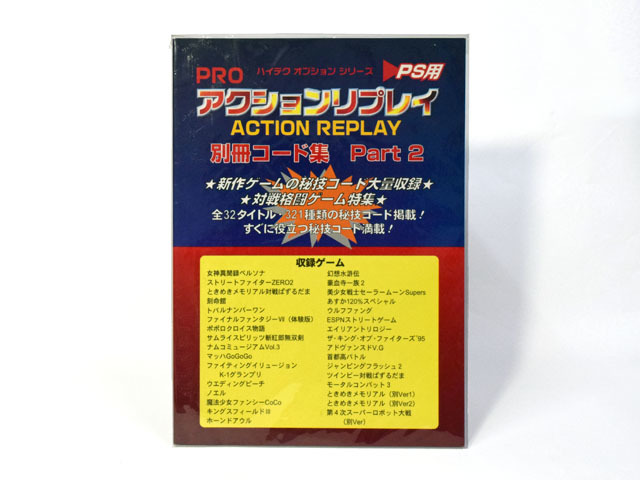 PRO ハイテク オプション シリーズ PS用
アクションリプレイ
ACTION REPLAY
別冊コード集 Part 2
★新作ゲームの秘技コード大量収録★
★対戦格闘ゲーム特集★
全32タイトル 321種類の秘技コード掲載!
すぐに役立つ秘技コード満載!
収録ゲーム
女神異聞録ペルソナ
ストリートファイターZERO2
ときめきメモリアル対戦ぱずるだま
刻命館
トバルナンバーワン
ファイナルファンタジーVII(体験版)
ポポロクロイス物語
サムライスピリッツ斬紅郎無双剣
ナムコミュージアムVol.3
マッハGoGoGo
ファイティングイリュージョン
K-1グランプリ
ウエディングピーチ
ノエル
魔法少女ファンシーCoCo
キングスフィールドIII
ホーンドアウル
幻想水滸伝
豪血寺一族2
美少女戦士セーラームーンSupers
あすか120%スペシャル
ウルフファング
ESPNストリートゲーム
エイリアントリロジー
ザ・キング・オブ・ファイターズ'95
アドヴァンスドV.G
首都高バトル
ジャンピングフラッシュ2
ツインビー対戦ぱずるだま
モータルコンバット3
ときめきメモリアル(別Ver1)
ときめきメモリアル(別Ver2)
第4次スーパーロボット大戦
(別Ver)